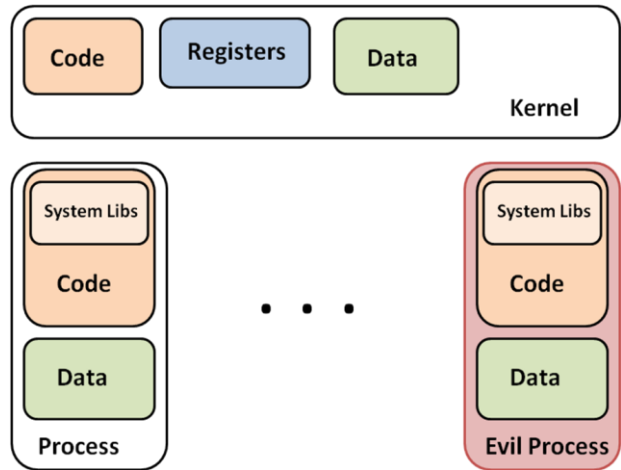 Code
Registers
Data
Kernel
System Libs
Code
Data
Process
. . .
System Libs
Code
Data
Evil Process